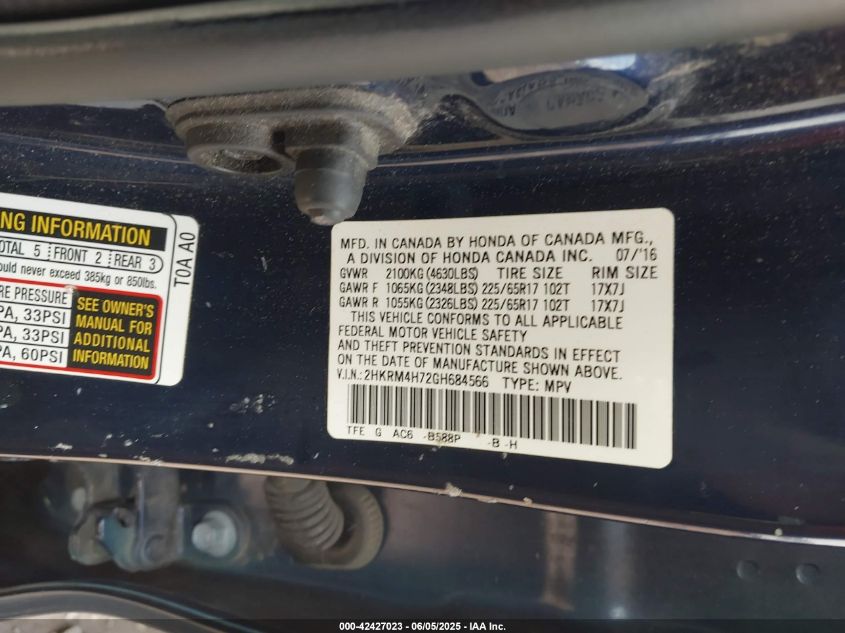 NG INFORMATION
OTAL 5 FRONT 2 REAR 3
ould never exceed 385kg or 850lbs.
RE PRESSURE
PA, 33PSI
PA, 33PSI
PA, 60PSI
SEE OWNER'S
MANUAL FOR
ADDITIONAL
INFORMATION
T0A A0
MFD. IN CANADA BY HONDA OF CANADA MFG.,
A DIVISION OF HONDA CANADA INC. 07/'16
GVWR 2100KG (4630LBS) TIRE SIZE RIM SIZE
GAWR F 1065KG (2348LBS) 225/65R17 102T 17X7J
GAWR R 1055KG (2326LBS) 225/65R17 102T 17X7J
THIS VEHICLE CONFORMS TO ALL APPLICABLE
FEDERAL MOTOR VEHICLE SAFETY
AND THEFT PREVENTION STANDARDS IN EFFECT
ON THE DATE OF MANUFACTURE SHOWN ABOVE.
V.I.N.: 2HKRM4H72GH684566 TYPE: MPV
TFE G AC6 -B588P -B -H
000-42427023 - 06/05/2025 - IAA Inc.